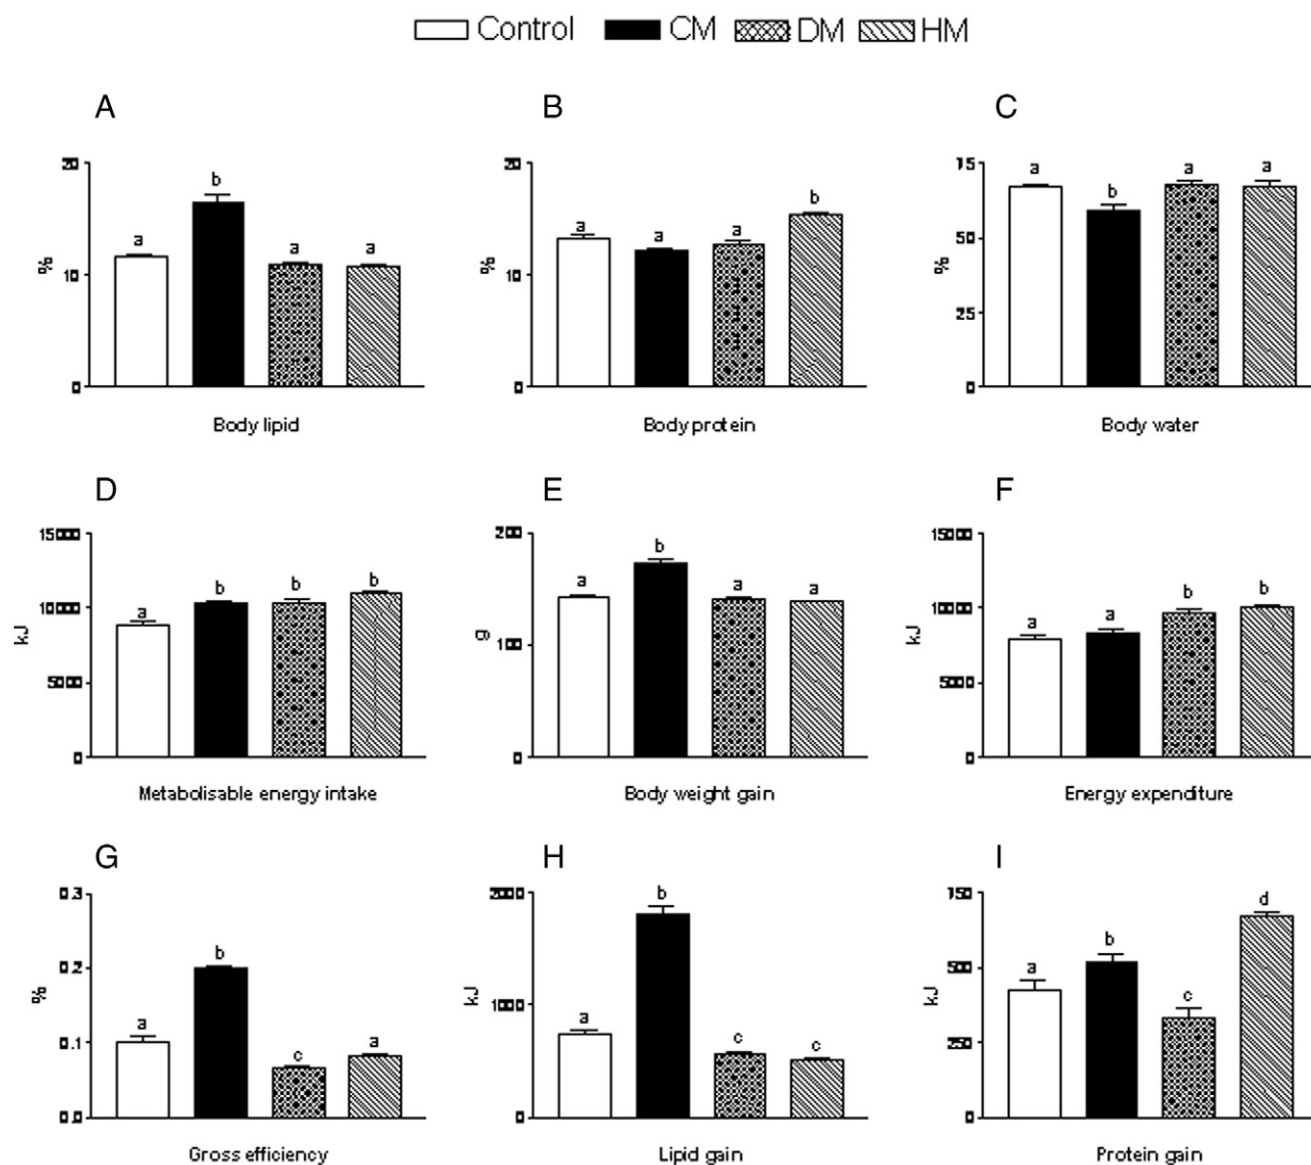 Control CM DM HM
A B C
20 20 15
b b a a a
a a a a a a b
% 10 % 10 % 50
25
0 0 0
Body lipid Body protein Body water
D E F
15000 200 15000
b b b b b b
10000 a a a a 10000 a a
kJ g 100 kJ
5000 5000
0 0 0
Metabolisable energy intake Body weight gain Energy expenditure
G H I
0.3 2000 150
b b d
0.2 a b
% kJ 1000 kJ 500
a c a a c c c
0.1 250
0.0 0 0
Gross efficiency Lipid gain Protein gain